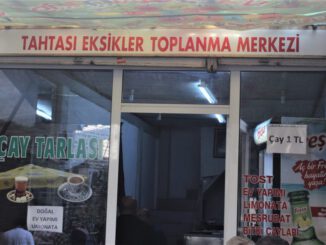 TAHTASI EKSİKLER TOPLANMA MERKEZİ
ÇAY TARLASI
DOĞAL
EV YAPIMI
LİMONATA
Çay 1 TL
TOST
EV YAPIMI
LİMONATA
MEŞRUBAT
BİTKİ ÇAYLARI